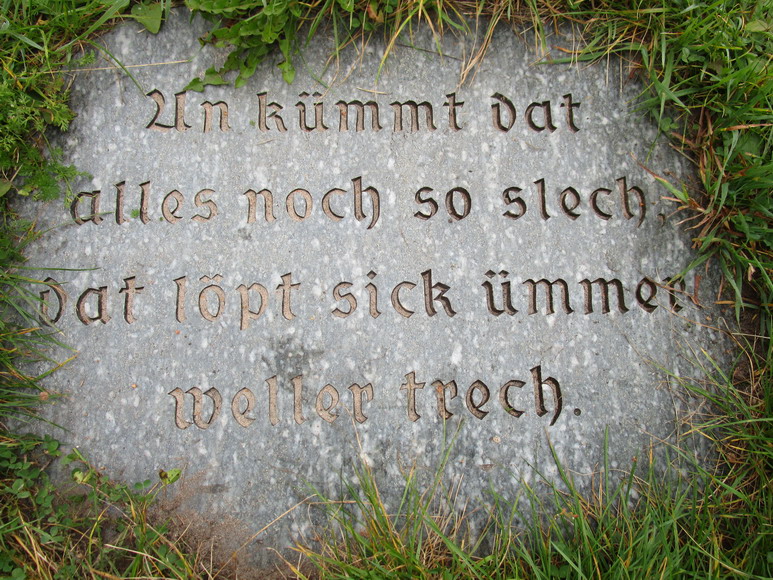 Un kümmt dat
alles noch so slech,
dat löpt sick ümmer
weller trech.